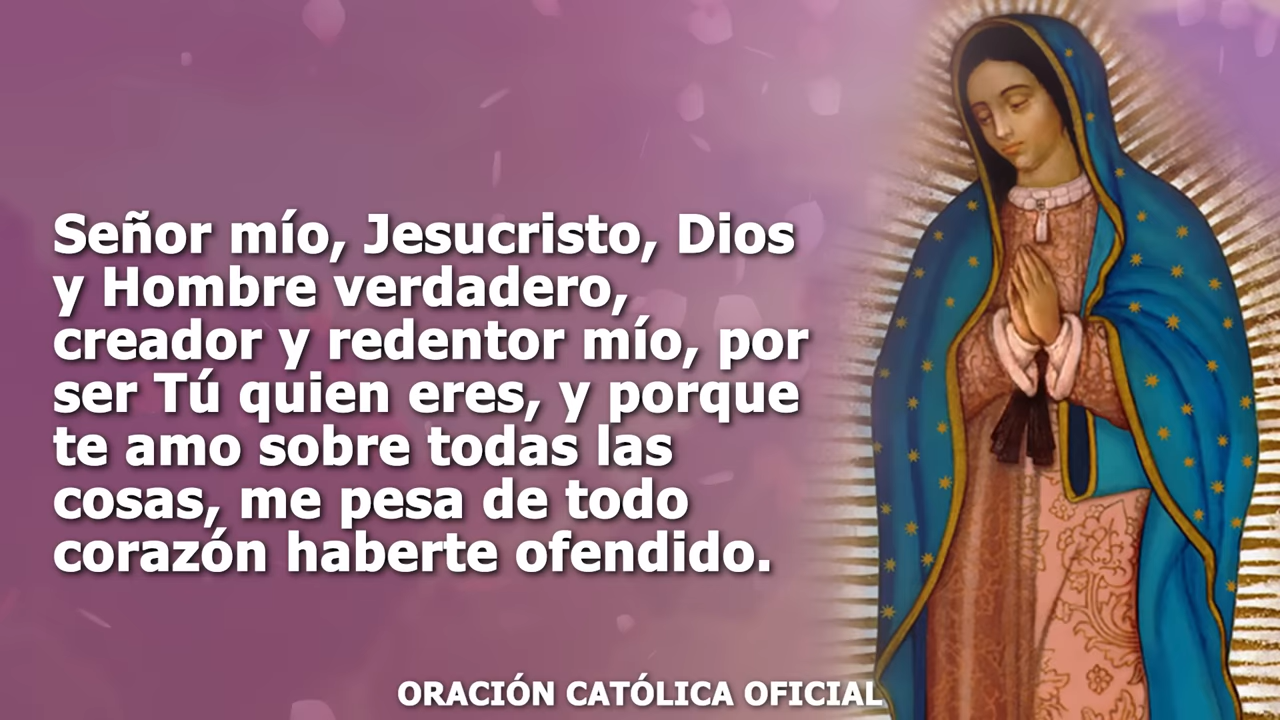 Señor mío, Jesucristo, Dios
y Hombre verdadero,
creador y redentor mío, por
ser Tú quien eres, y porque
te amo sobre todas las
cosas, me pesa de todo
corazón haberte ofendido.
ORACIÓN CATÓLICA OFICIAL